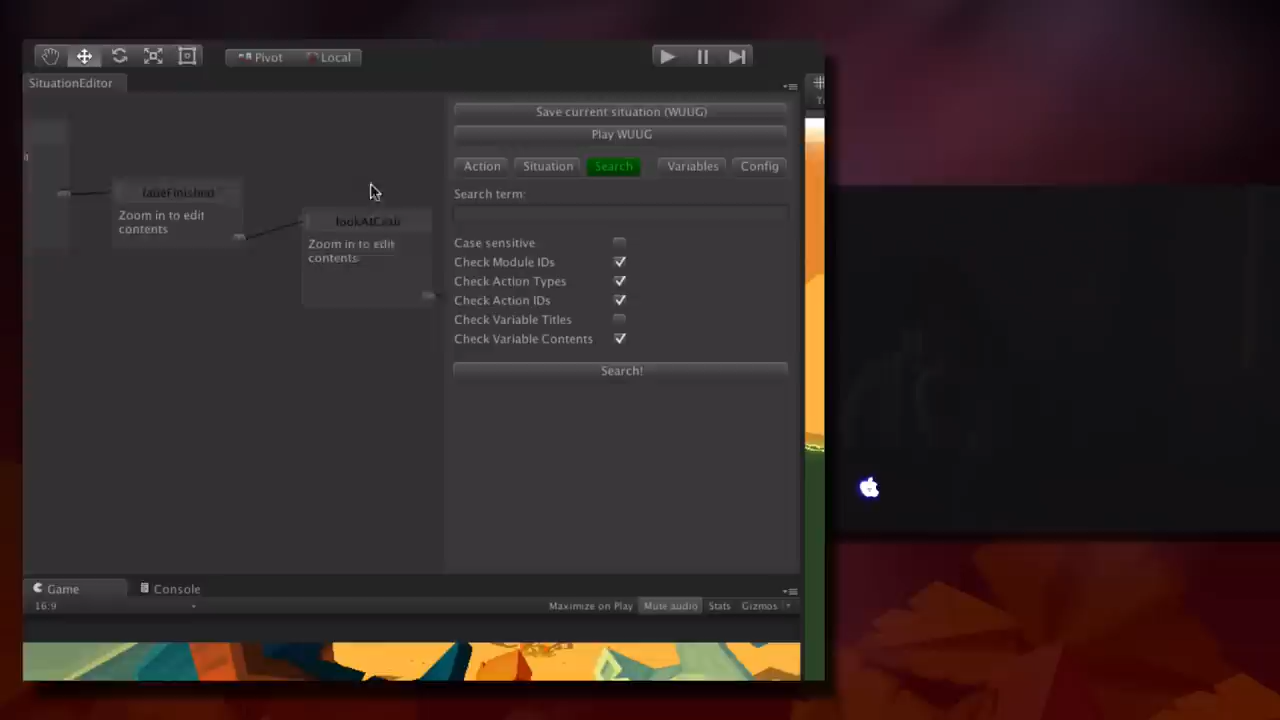 Pivot Local
SituationEditor
Save current situation (WUUG)
Play WUUG
Action Situation Search Variables Config
Search term:
Case sensitive
Check Module IDs
Check Action Types
Check Action IDs
Check Variable Titles
Check Variable Contents
Search!
Zoom in to edit
contents
Zoom in to edit
contents
Game Console
16:9 Maximize on Play Mute audio Stats Gizmos